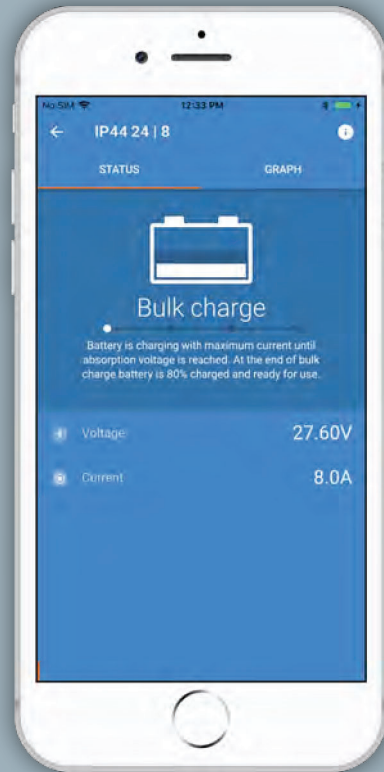 No SIM 12:33 PM
IP44 24 | 8
STATUS GRAPH
Bulk charge
Battery is charging with maximum current until
absorption voltage is reached. At the end of bulk
charge battery is 80% charged and ready for use.
Voltage 27.60V
Current 8.0A